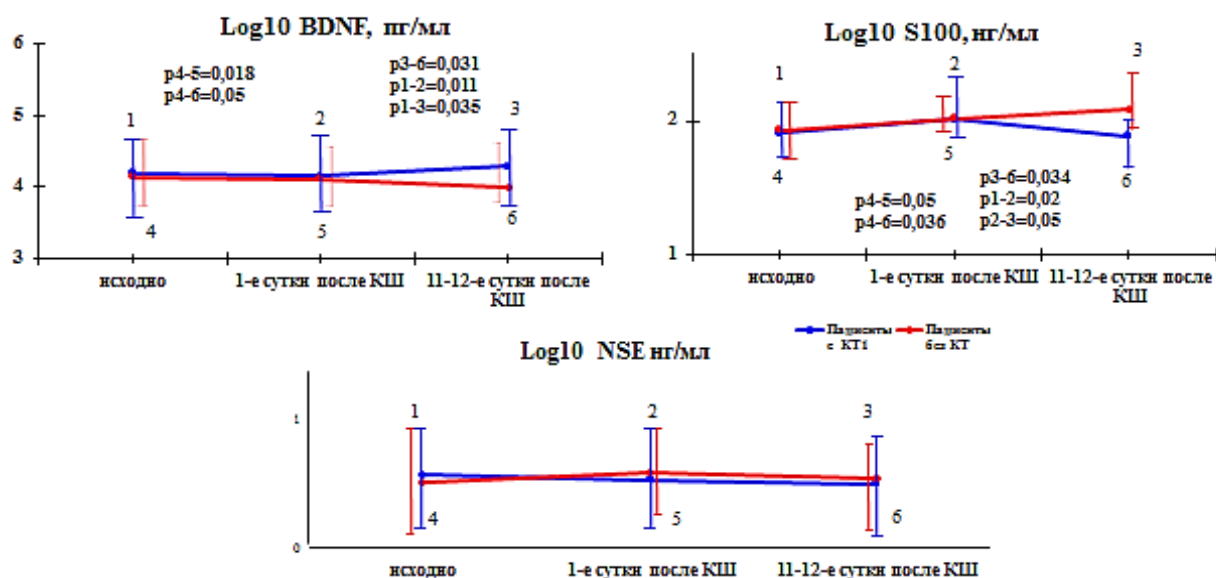 Log10 BDNF, пг/мл
6
5
4
3
p4-5=0,018
p4-6=0,05
p3-6=0,031
p1-2=0,011
p1-3=0,035
1
2
3
4
5
6
исходно
1-е сутки после КШ
11-12-е сутки после
КШ
Log10 S100, нг/мл
2
1
1
2
3
4
5
6
p4-5=0,05
p4-6=0,036
p3-6=0,034
p1-2=0,02
p2-3=0,05
исходно
1-е сутки после КШ
11-12-е сутки после
КШ
Пациенты
с КТ1
Пациенты
без КТ
Log10 NSE нг/мл
1
0
1
2
3
4
5
6
исходно
1-е сутки после КШ
11-12-е сутки после КШ